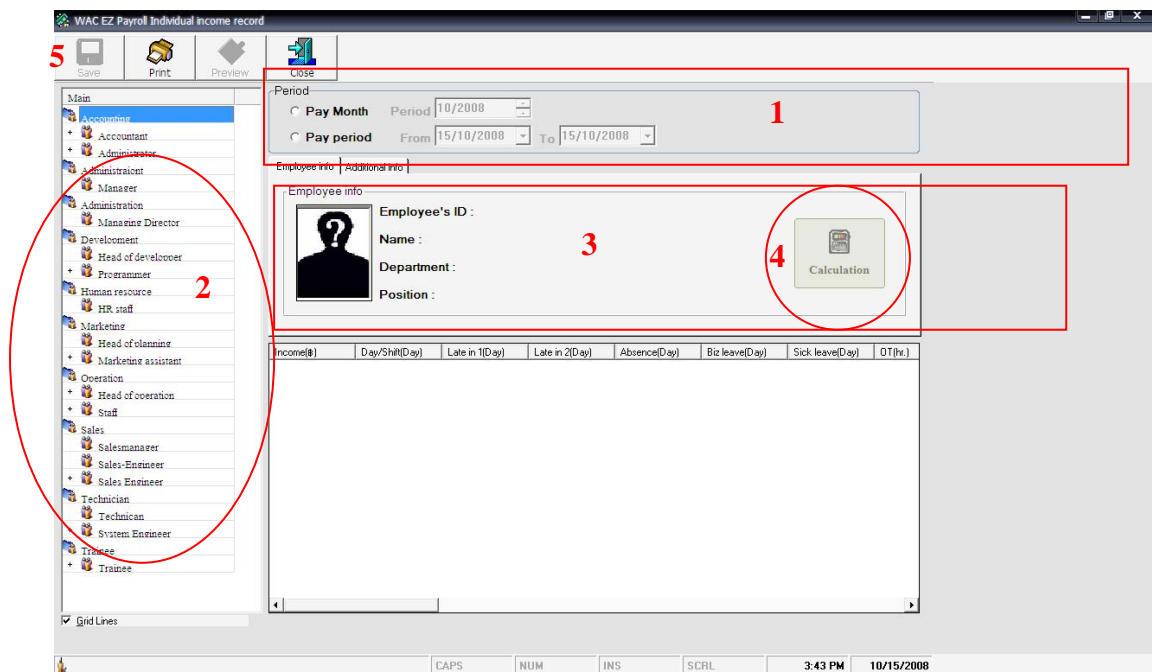 WAC EZ Payroll Individual income record
5
Save Print Preview Close
Main
Accounting
+ Accountant
+ Administrator
Administraiont
Manager
Administration
Managing Director
Development
Head of developer
+ Programmer
Human resource
HR staff
Marketing
Head of planning
+ Marketing assistant
Operation
+ Head of operation
+ Staff
Sales
Salesmanager
Sales-Engineer
+ Sales Engineer
Technician
Technican
+ System Engineer
Trainee
+ Trainee
2
Grid Lines
Period
Pay Month Period 10/2008
Pay period From 15/10/2008 To 15/10/2008
1
Employee info Additional info
Employee info
Employee's ID :
Name :
Department :
Position :
3
4
Calculation
Income(฿) Day/Shift(Day) Late in 1(Day) Late in 2(Day) Absence(Day) Biz leave(Day) Sick leave(Day) OT(hr.)
CAPS NUM INS SCRL 3:43 PM 10/15/2008